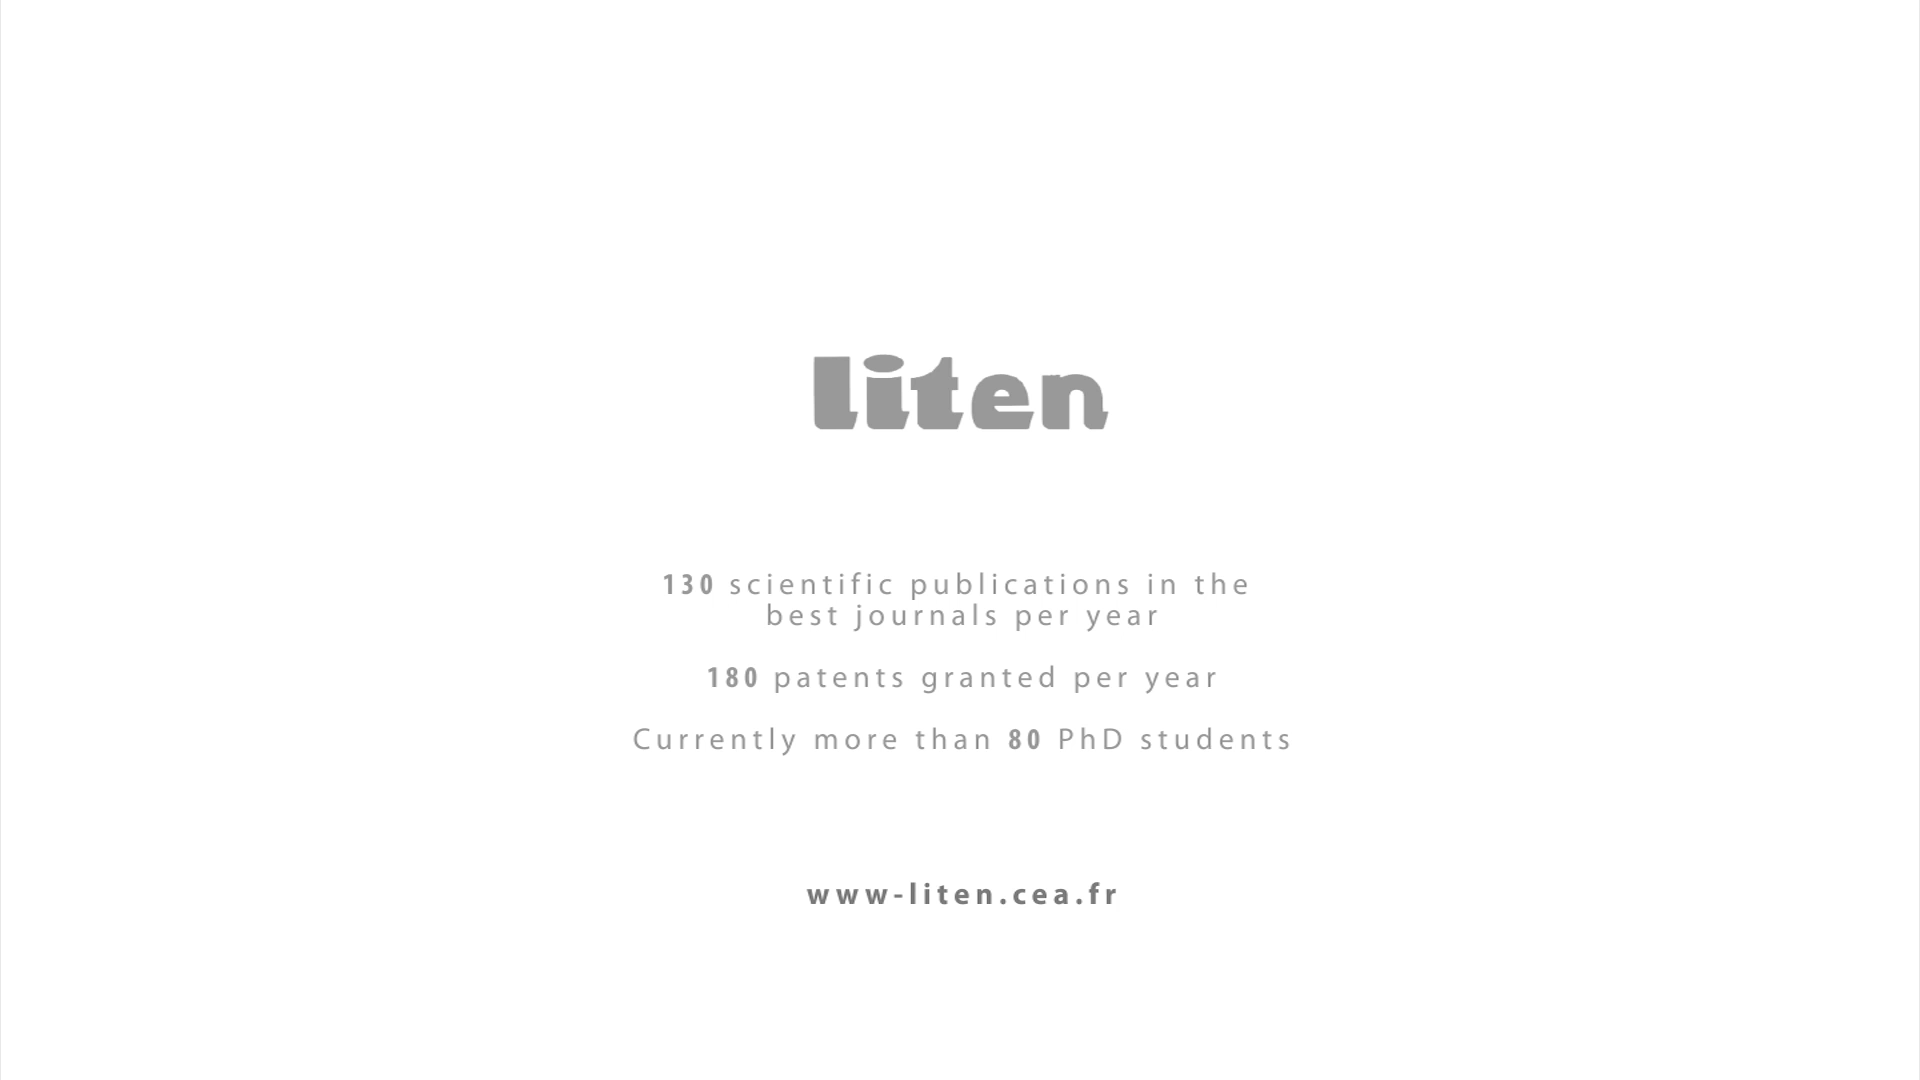 liten
130 scientific publications in the
best journals per year
180 patents granted per year
Currently more than 80 PhD students
www-liten.cea.fr